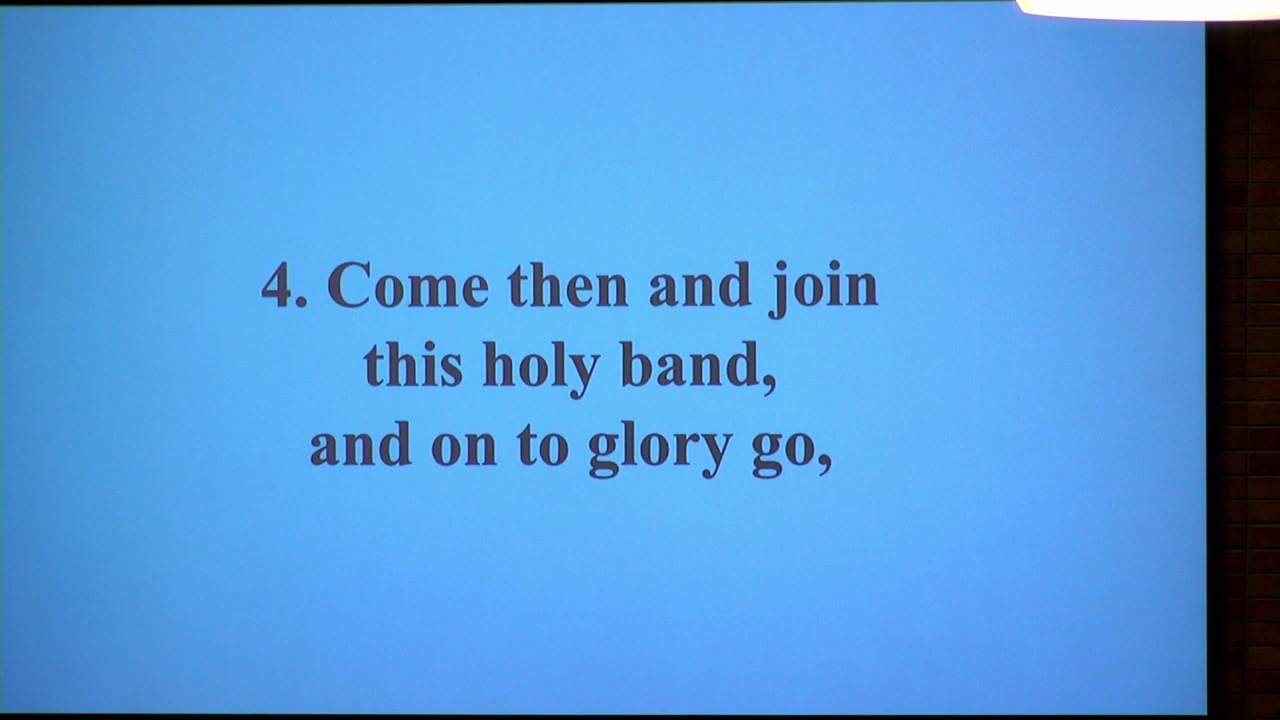 4. Come then and join
this holy band,
and on to glory go,